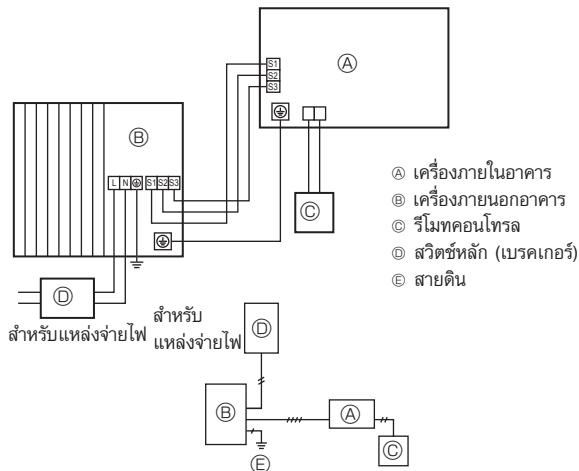 Ⓐ
S1
S2
S3
Ⓑ
L N S1 S2 S3
Ⓒ
Ⓓ
สำหรับแหล่งจ่ายไฟ
Ⓐ เครื่องภายในอาคาร
Ⓑ เครื่องภายนอกอาคาร
Ⓒ รีโมทคอนโทรล
Ⓓ สวิตช์หลัก (เบรคเกอร์)
Ⓔ สายดิน
สำหรับ
แหล่งจ่ายไฟ
Ⓓ
Ⓑ
Ⓐ
Ⓒ
Ⓔ